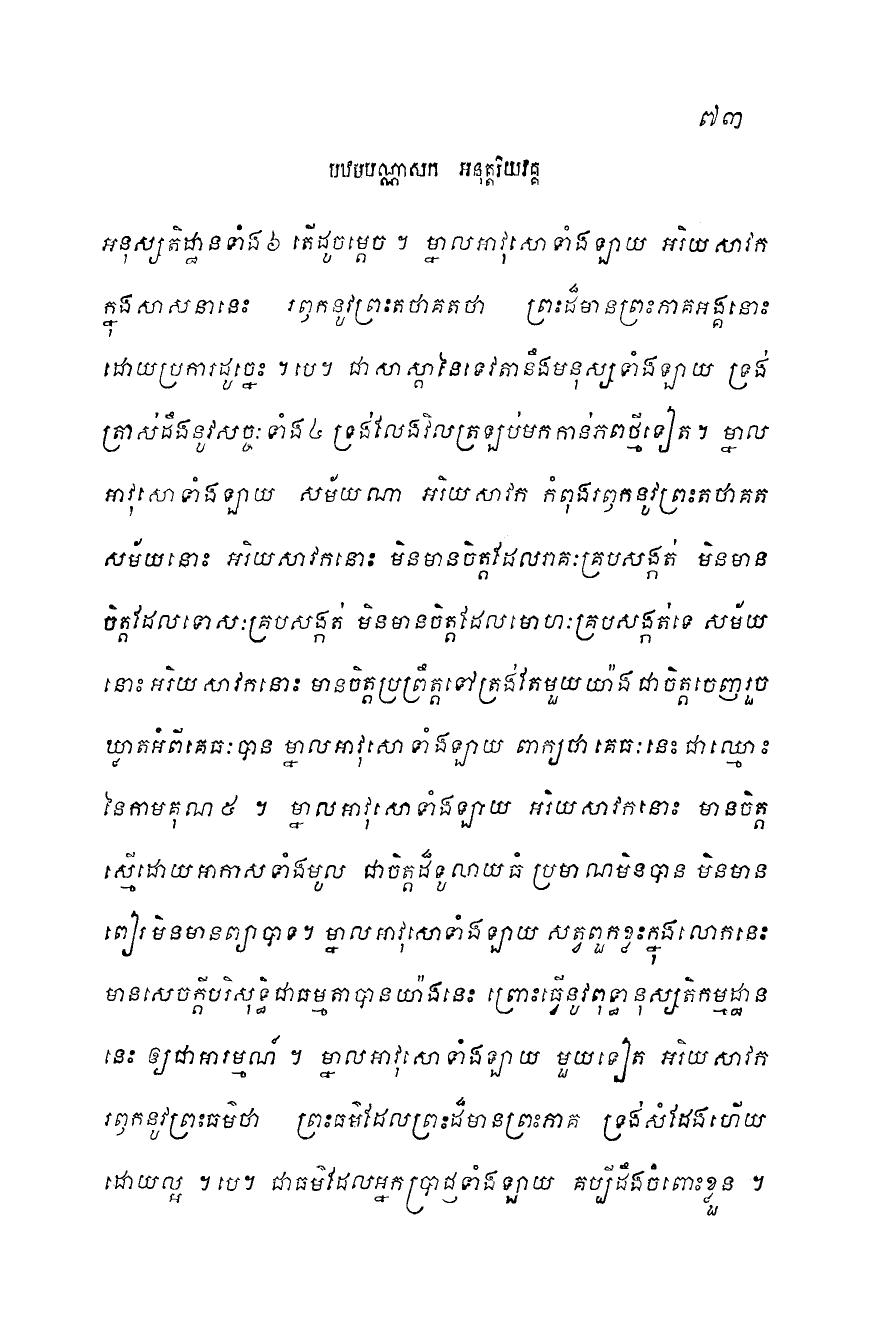 ៧៣
បឋមបណ្ណាសក អនុត្តរិយវគ្គ
អនុស្សតិដ្ឋានទាំង៦ តើដូចម្តេច ។ ម្នាលអាវុសោទាំងឡាយ អរិយសាវក
ក្នុងសាសនានេះ រឭកនូវព្រះតថាគតថា ព្រះដ៏មានព្រះភាគអង្គនោះ
ដោយប្រការដូច្នេះ ។បេ។ ជាសាស្តានៃទេវតានឹងមនុស្សទាំងឡាយ ទ្រង់
ត្រាស់ដឹងនូវសច្ចៈទាំង៤ ទ្រង់លែងវិលត្រឡប់មកកាន់ភពថ្មីទៀត។ ម្នាល
អាវុសោទាំងឡាយ សម័យណា អរិយសាវក កំពុងរឭកនូវព្រះតថាគត
សម័យនោះ អរិយសាវកនោះ មិនមានចិត្តដែលរាគៈគ្របសង្កត់ មិនមាន
ចិត្តដែលទោសៈគ្របសង្កត់ មិនមានចិត្តដែលមោហៈគ្របសង្កត់ទេ សម័យ
នោះ អរិយសាវកនោះ មានចិត្តប្រព្រឹត្តទៅត្រង់តែមួយយ៉ាង ជាចិត្តចេញរួច
ឃ្លាតអំពីគេធៈបាន ម្នាលអាវុសោទាំងឡាយ ពាក្យថា គេធៈនេះ ជាឈ្មោះ
នៃកាមគុណ៥ ។ ម្នាលអាវុសោទាំងឡាយ អរិយសាវកនោះ មានចិត្ត
ស្មើដោយអាកាសទាំងមូល ជាចិត្តដ៏ទូលាយធំ ប្រមាណមិនបាន មិនមាន
ពៀរមិនមានព្យាបាទ។ ម្នាលអាវុសោទាំងឡាយ សត្វពួកខ្លះក្នុងលោកនេះ
មានសេចក្តីបរិសុទ្ធិជាធម្មតាបានយ៉ាងនេះ ព្រោះធ្វើនូវពុទ្ធានុស្សតិកម្មដ្ឋាន
នេះ ឲ្យជាអារម្មណ៍ ។ ម្នាលអាវុសោទាំងឡាយ មួយទៀត អរិយសាវក
រឭកនូវព្រះធម៌ថា ព្រះធម៌ដែលព្រះដ៏មានព្រះភាគ ទ្រង់សំដែងហើយ
ដោយល្អ ។បេ។ ជាធម៌ដែលអ្នកប្រាជ្ញទាំងឡាយ គប្បីដឹងចំពោះខ្លួន ។